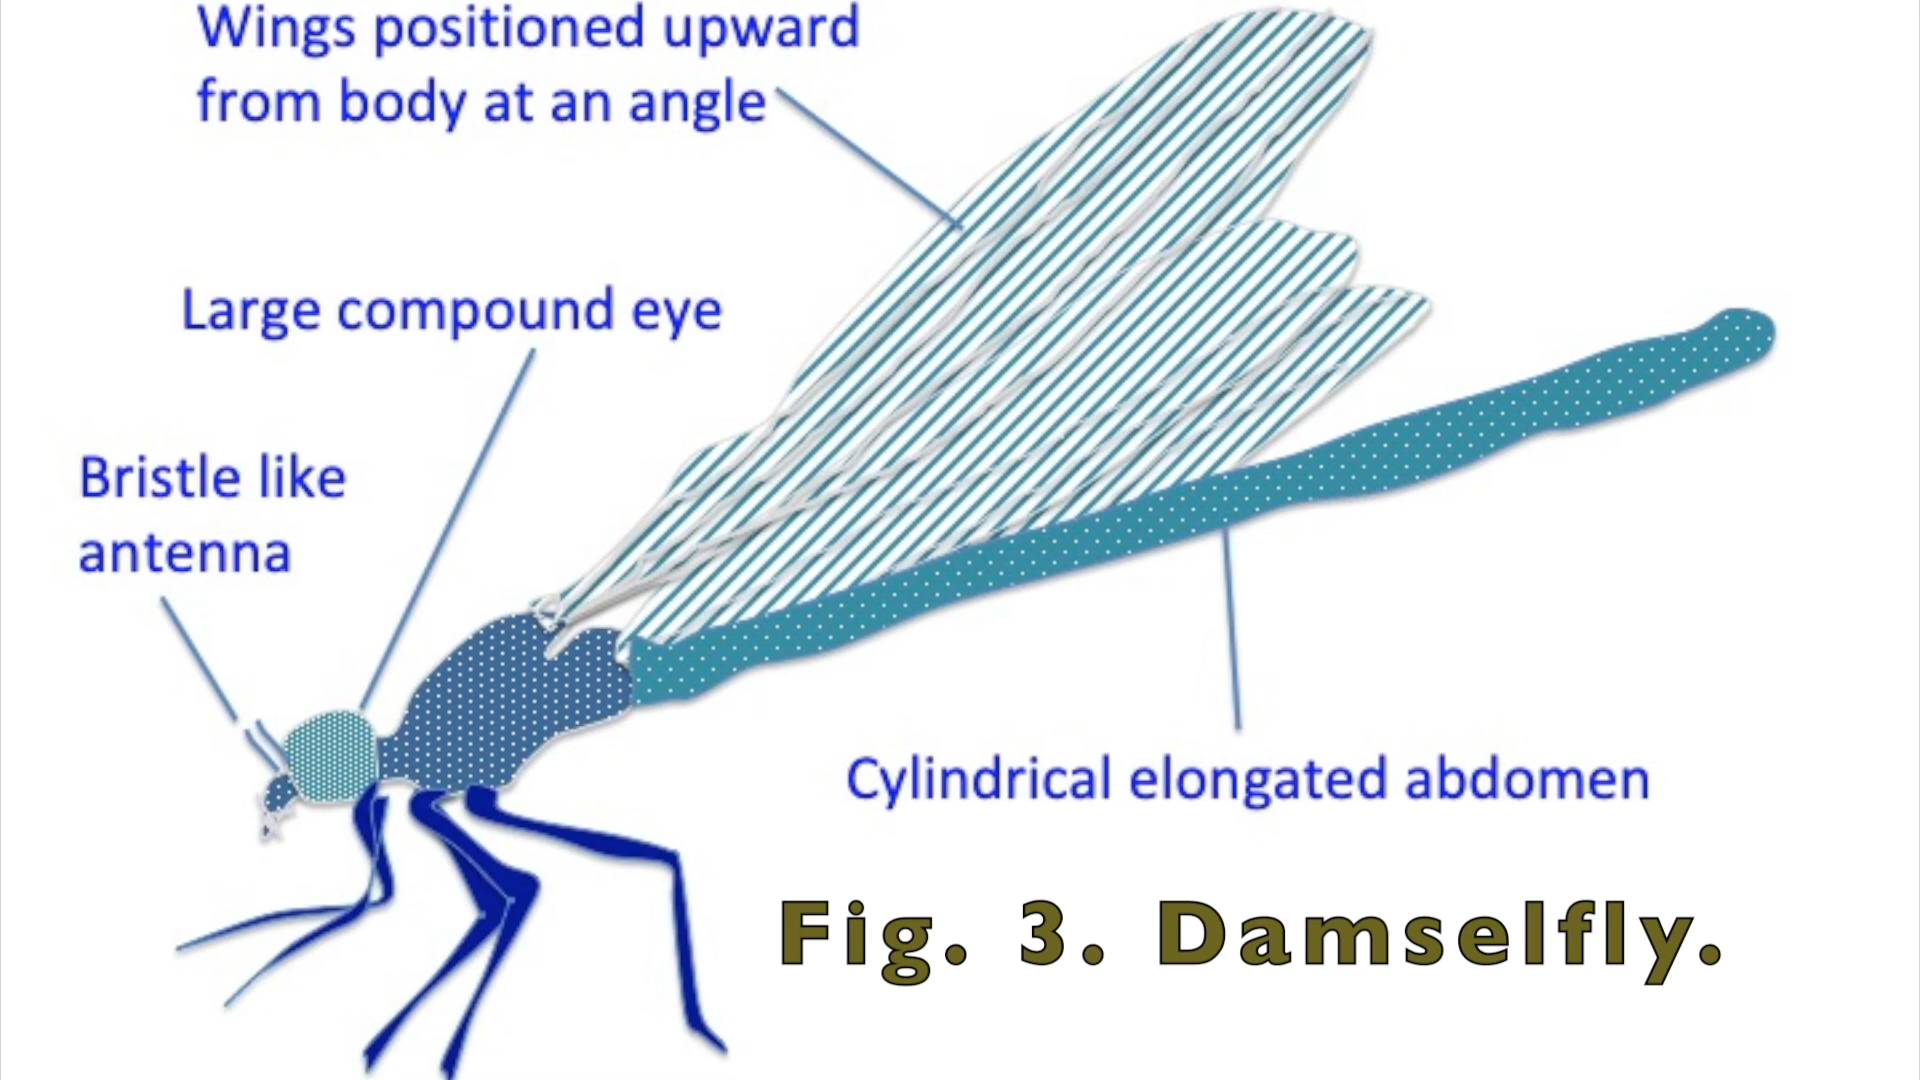 Wings positioned upward
from body at an angle
Large compound eye
Bristle like
antenna
Cylindrical elongated abdomen
Fig. 3. Damselfly.